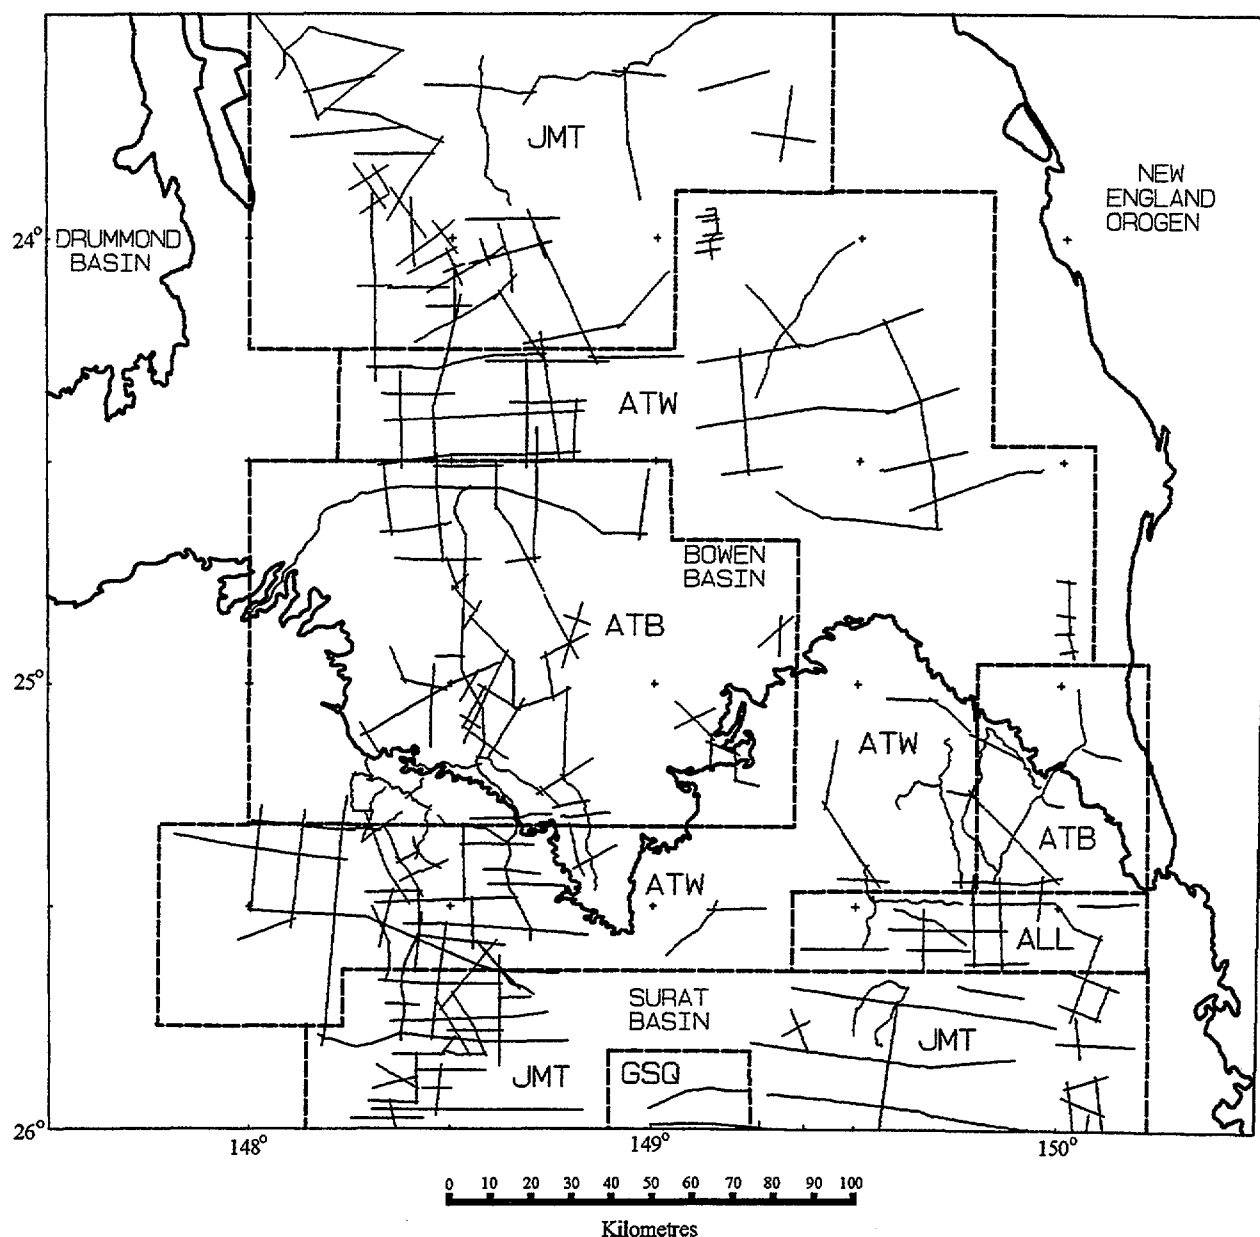 JMT
NEW
ENGLAND
OROGEN
24°
DRUMMOND
BASIN
ATW
BOWEN
BASIN
ATB
25°
ATW
ATB
ATW
ALL
SURAT
BASIN
JMT
JMT
GSQ
26°
148°
149°
150°
0 10 20 30 40 50 60 70 80 90 100
Kilometres